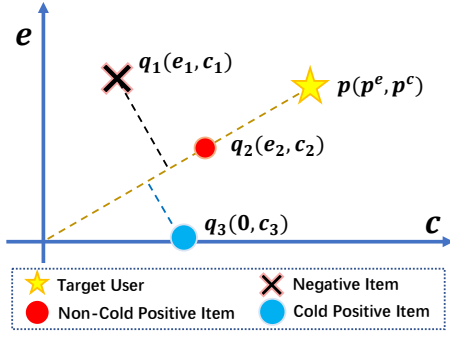 e
q₁(e₁, c₁)
p(pᵉ, pᶜ)
q₂(e₂, c₂)
q₃(0, c₃)
c
Target User
Negative Item
Non-Cold Positive Item
Cold Positive Item